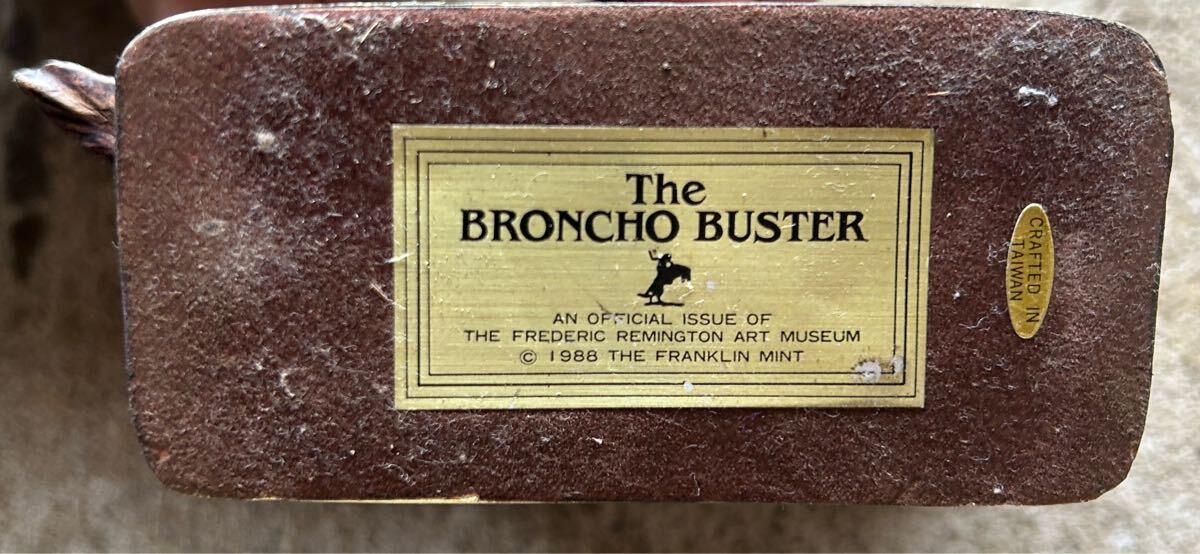 The
BRONCHO BUSTER
AN OFFICIAL ISSUE OF
THE FREDERIC REMINGTON ART MUSEUM
© 1988 THE FRANKLIN MINT
CRAFTED IN
TAIWAN